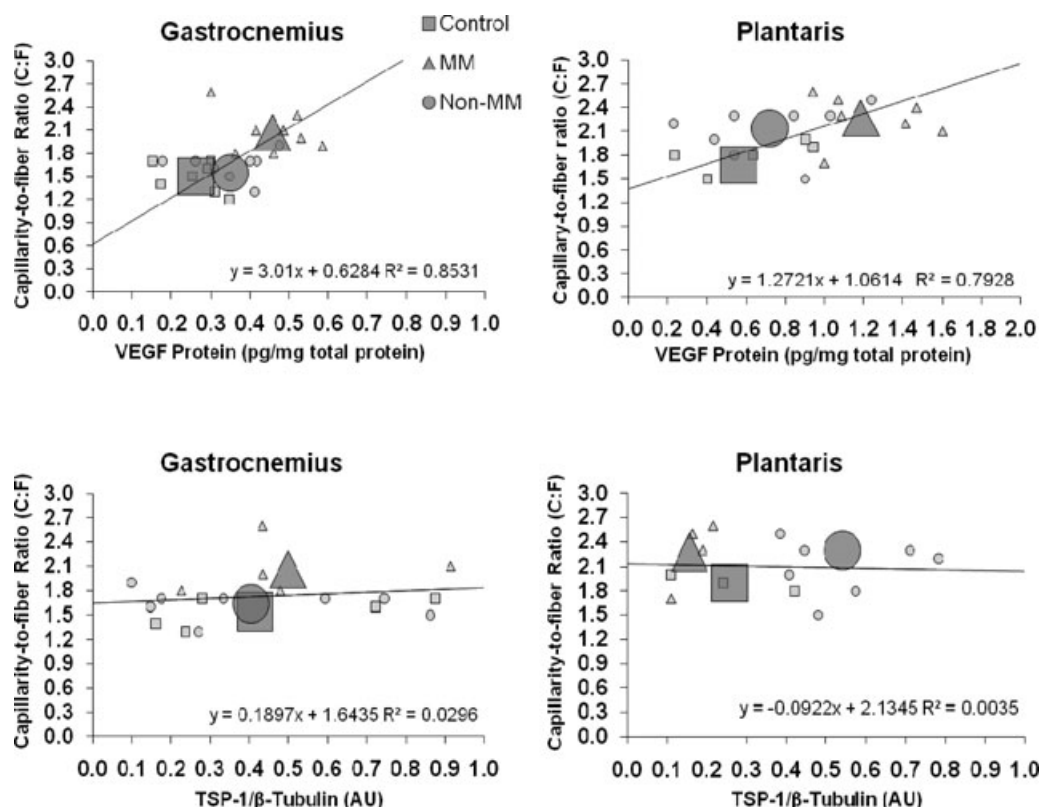 Gastrocnemius
Control
MM
Non-MM
Capillarity-to-fiber Ratio (C:F)
3.0
2.7
2.4
2.1
1.8
1.5
1.2
0.9
0.6
0.3
0.0
y = 3.01x + 0.6284 R² = 0.8531
0.0 0.1 0.2 0.3 0.4 0.5 0.6 0.7 0.8 0.9 1.0
VEGF Protein (pg/mg total protein)
Plantaris
Capillary-to-fiber ratio (C:F)
3.0
2.7
2.4
2.1
1.8
1.5
1.2
0.9
0.6
0.3
0.0
y = 1.2721x + 1.0614 R² = 0.7928
0.0 0.2 0.4 0.6 0.8 1.0 1.2 1.4 1.6 1.8 2.0
VEGF Protein (pg/mg total protein)
Gastrocnemius
Capillarity-to-fiber Ratio (C:F)
3.0
2.7
2.4
2.1
1.8
1.5
1.2
0.9
0.6
0.3
0.0
y = 0.1897x + 1.6435 R² = 0.0296
0.0 0.1 0.2 0.3 0.4 0.5 0.6 0.7 0.8 0.9 1.0
TSP-1/β-Tubulin (AU)
Plantaris
Capillarity-to-fiber Ratio (C:F)
3.0
2.7
2.4
2.1
1.8
1.5
1.2
0.9
0.6
0.3
0.0
y = -0.0922x + 2.1345 R² = 0.0035
0.0 0.1 0.2 0.3 0.4 0.5 0.6 0.7 0.8 0.9 1.0
TSP-1/β-Tubulin (AU)